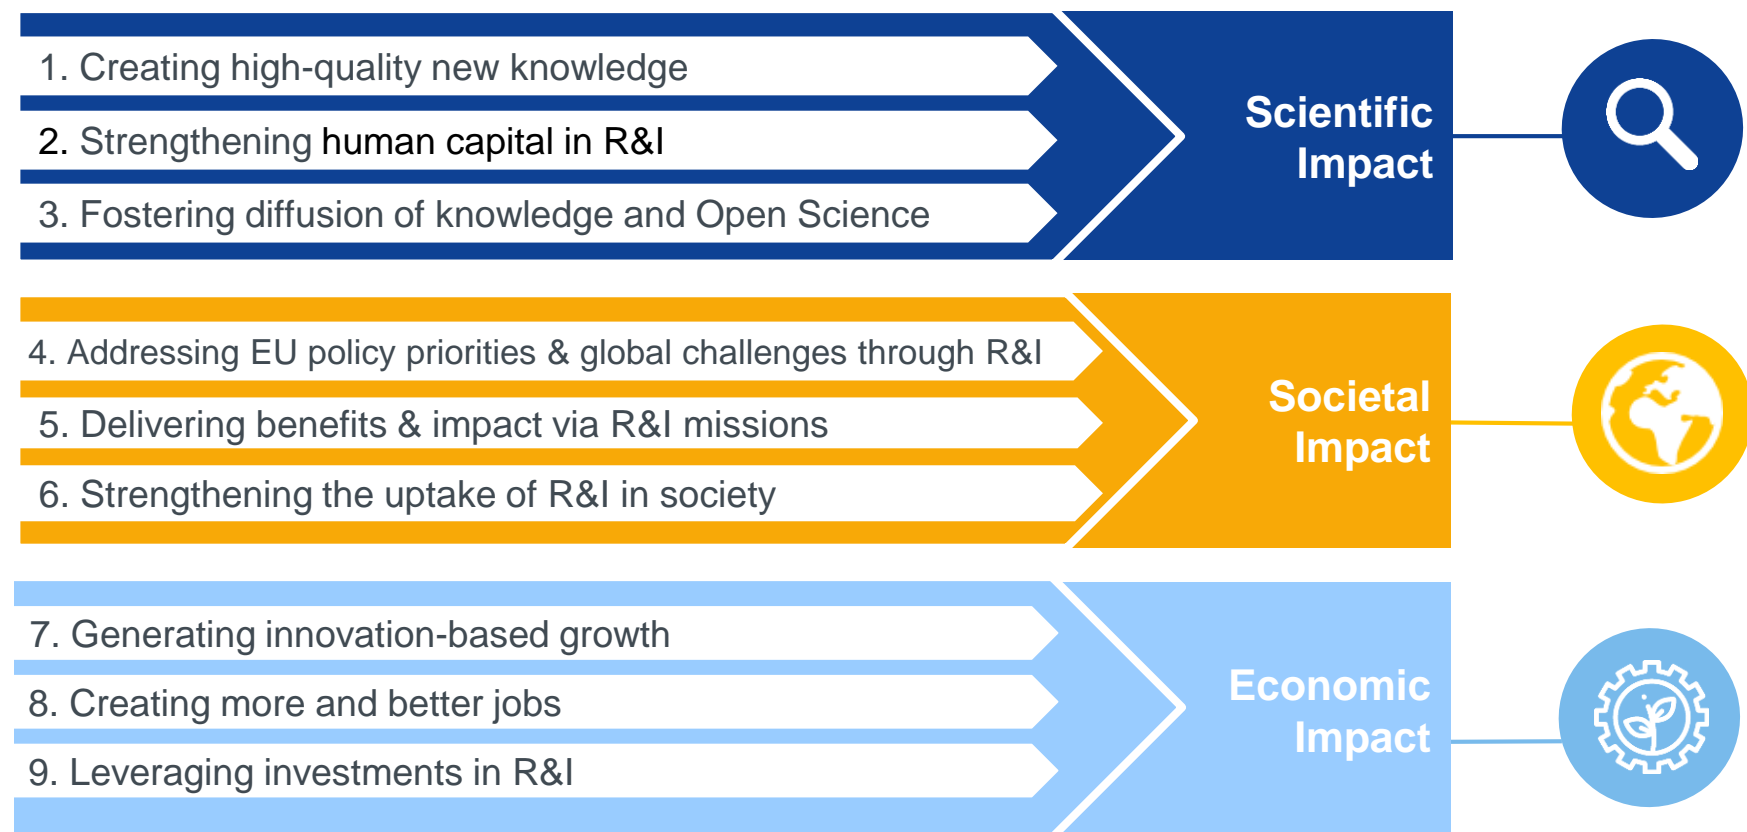 1. Creating high-quality new knowledge
2. Strengthening human capital in R&I
3. Fostering diffusion of knowledge and Open Science
Scientific
Impact
4. Addressing EU policy priorities & global challenges through R&I
5. Delivering benefits & impact via R&I missions
6. Strengthening the uptake of R&I in society
Societal
Impact
7. Generating innovation-based growth
8. Creating more and better jobs
9. Leveraging investments in R&I
Economic
Impact